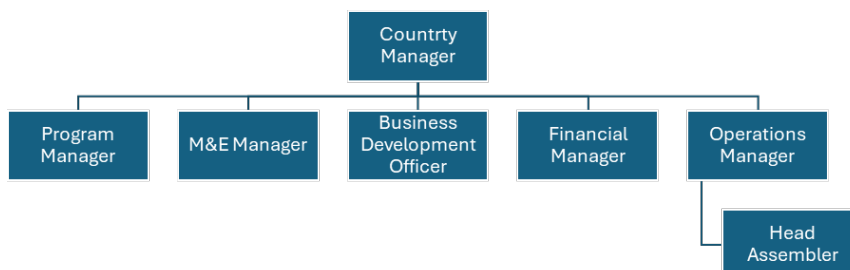 Countrty
Manager
Program
Manager
M&E Manager
Business
Development
Officer
Financial
Manager
Operations
Manager
Head
Assembler